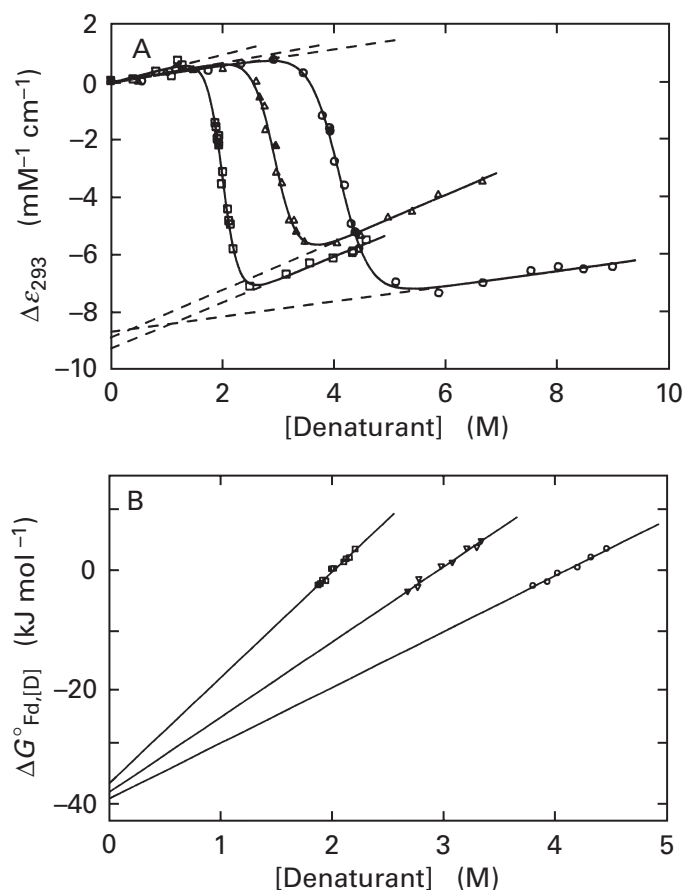 A
2
0
–2
–4
–6
–8
–10
Δε293 (mM–1 cm–1)
0 2 4 6 8 10
[Denaturant] (M)
B
0
–20
–40
ΔG°Fd,[D] (kJ mol –1)
0 1 2 3 4 5
[Denaturant] (M)